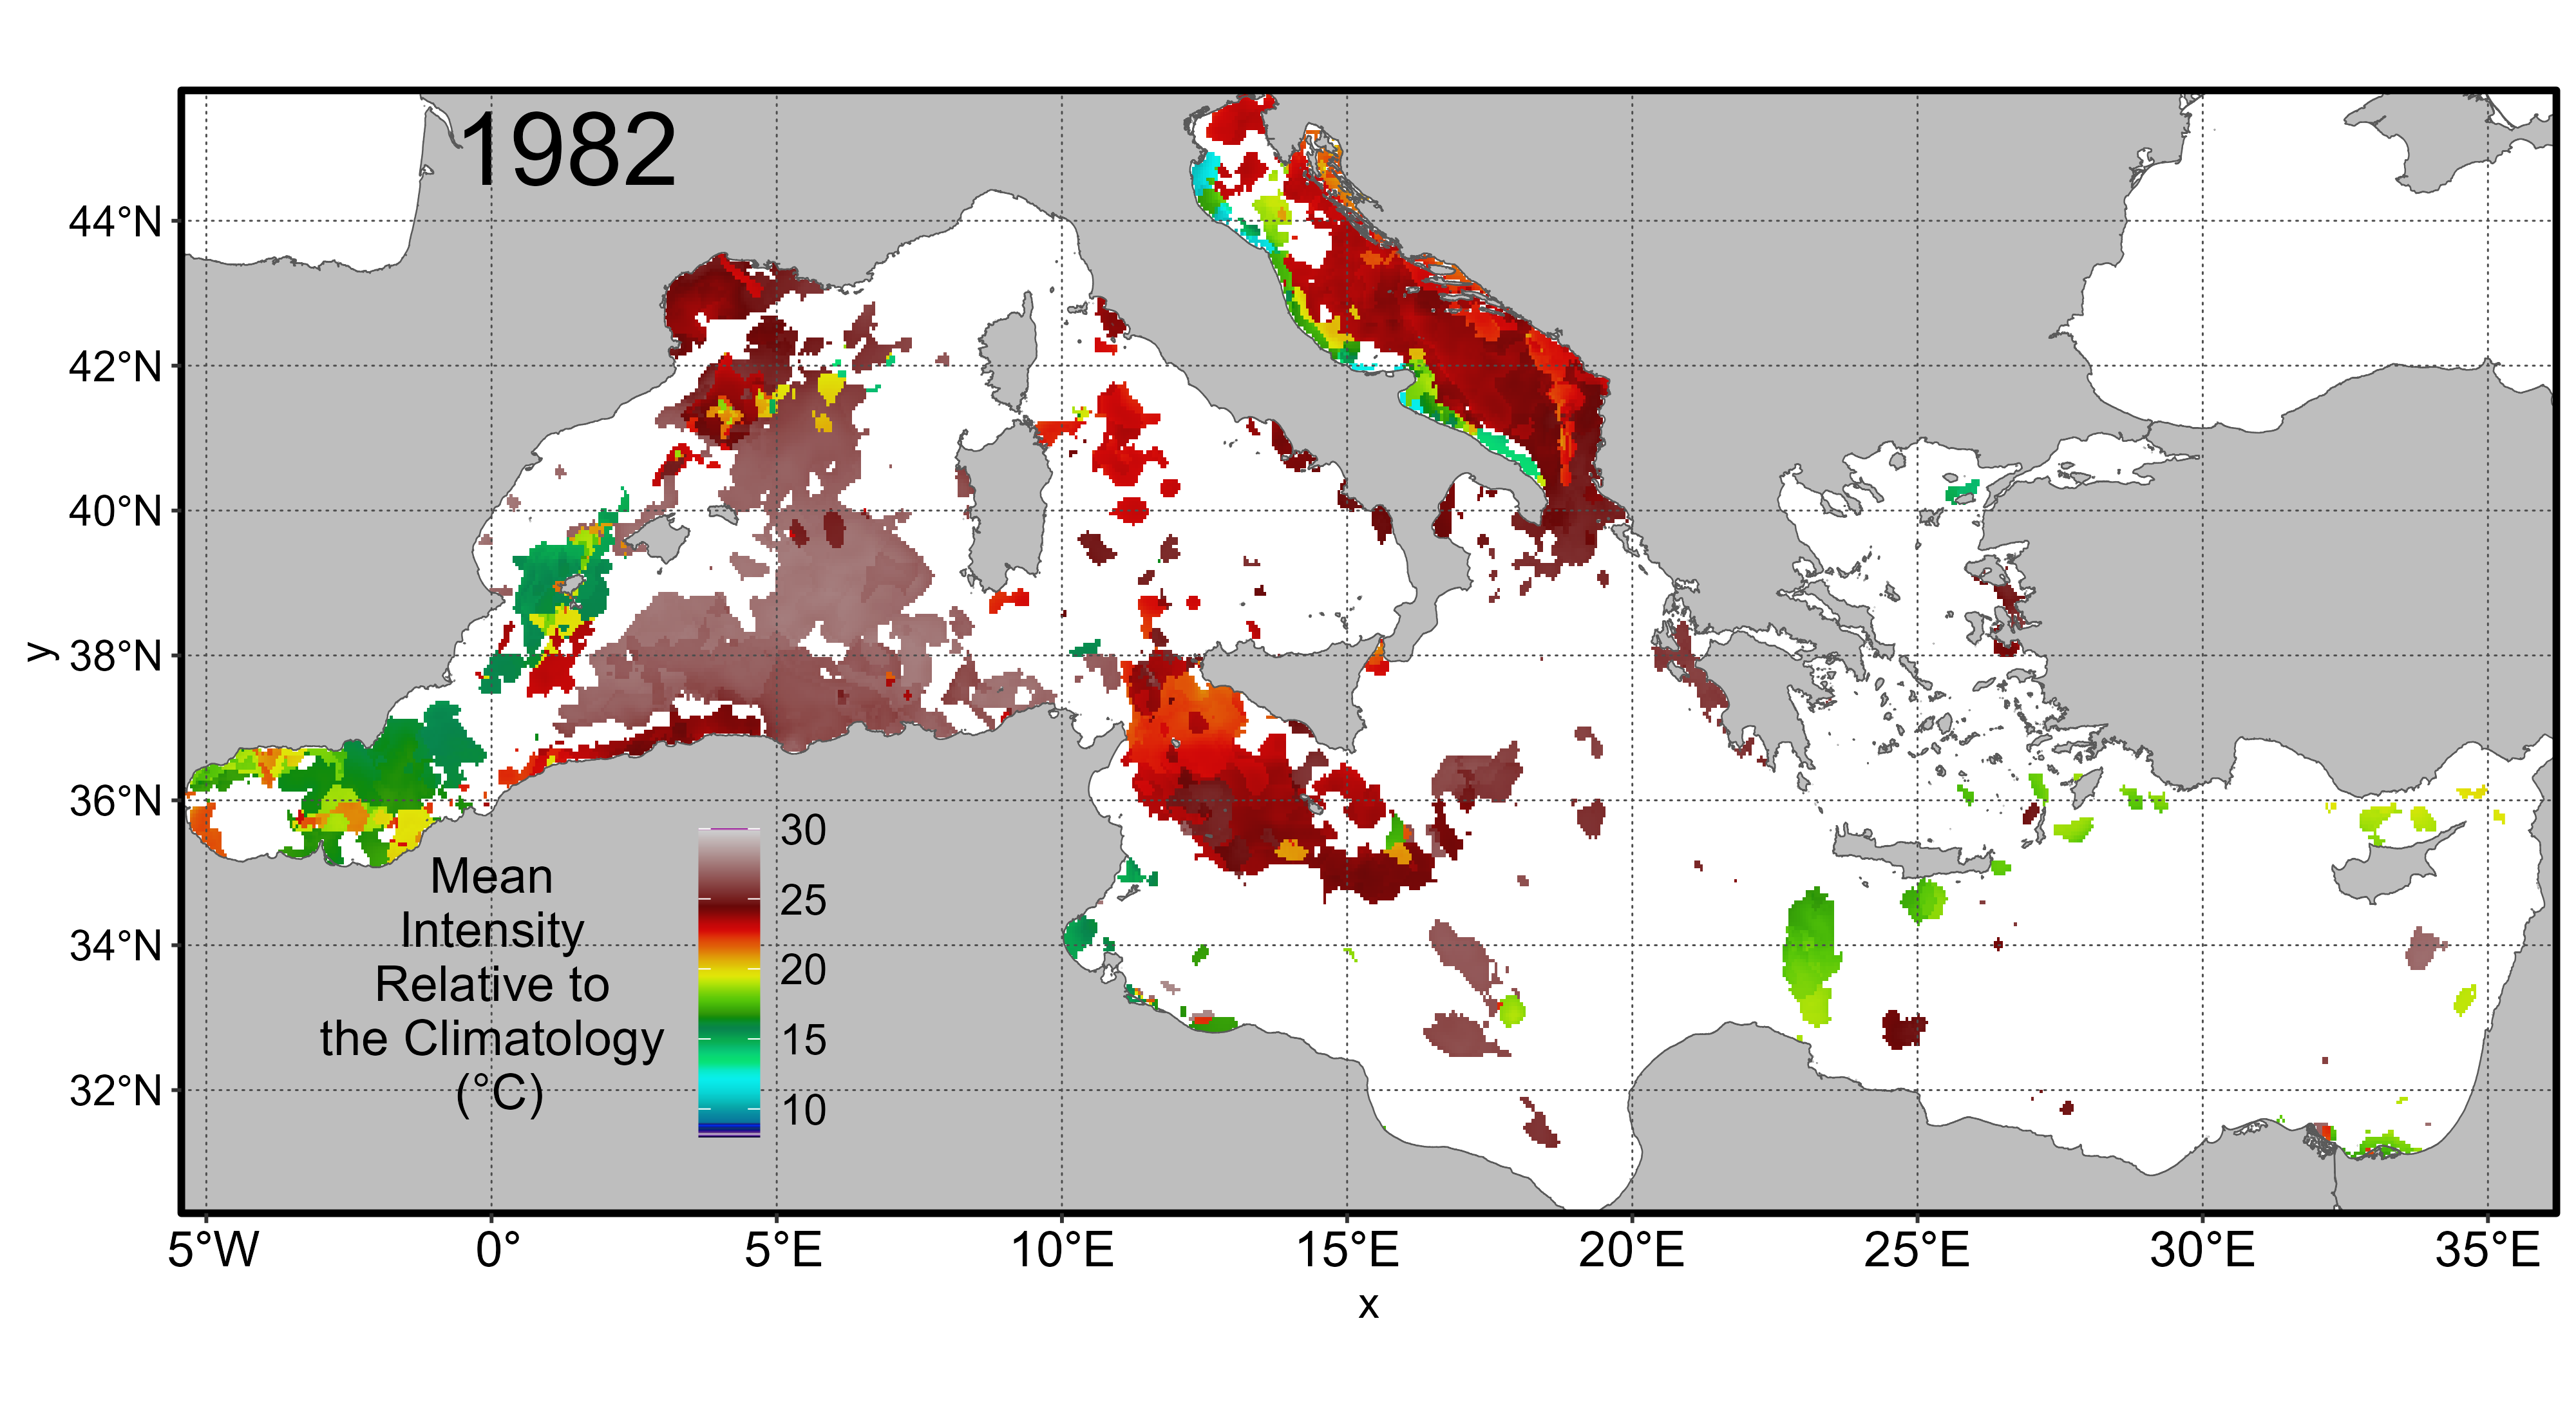 1982
44°N
42°N
40°N
38°N
36°N
34°N
32°N
y
Mean
Intensity
Relative to
the Climatology
(°C)
30
25
20
15
10
5°W 0° 5°E 10°E 15°E 20°E 25°E 30°E 35°E
x